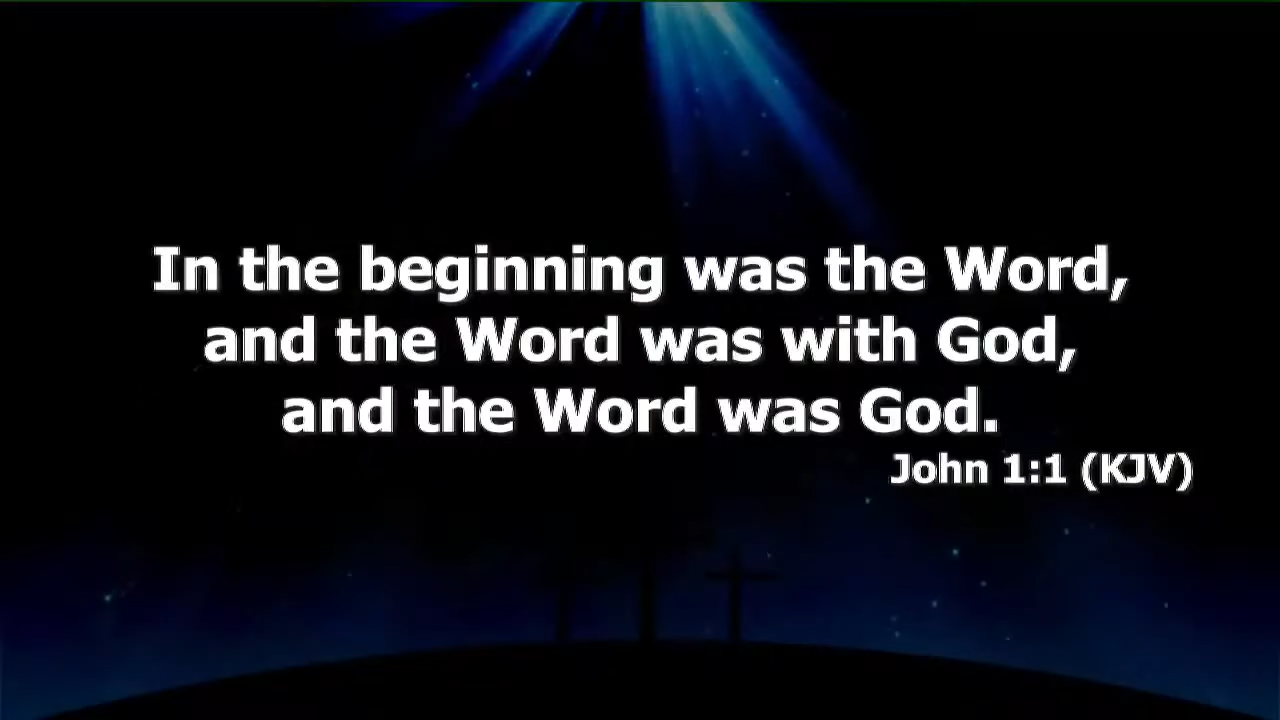 In the beginning was the Word,
and the Word was with God,
and the Word was God.
John 1:1 (KJV)